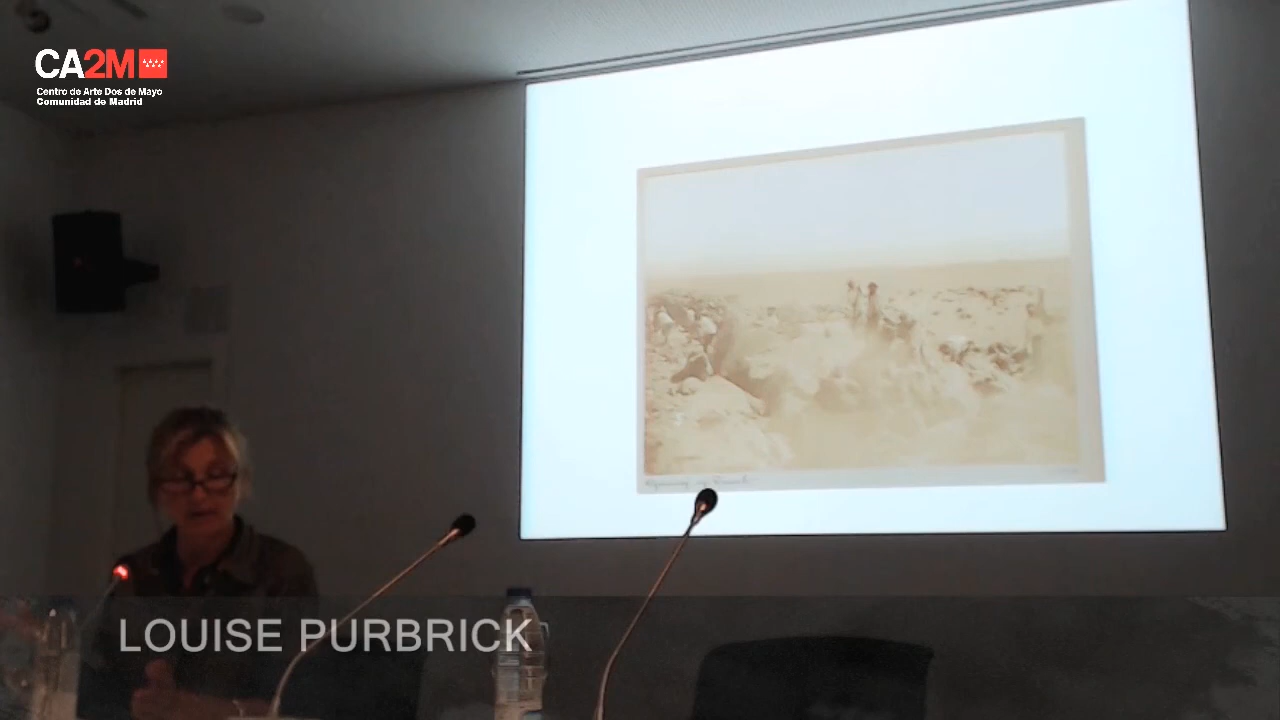 CA2M
Centro de Arte Dos de Mayo
Comunidad de Madrid
LOUISE PURBRICK